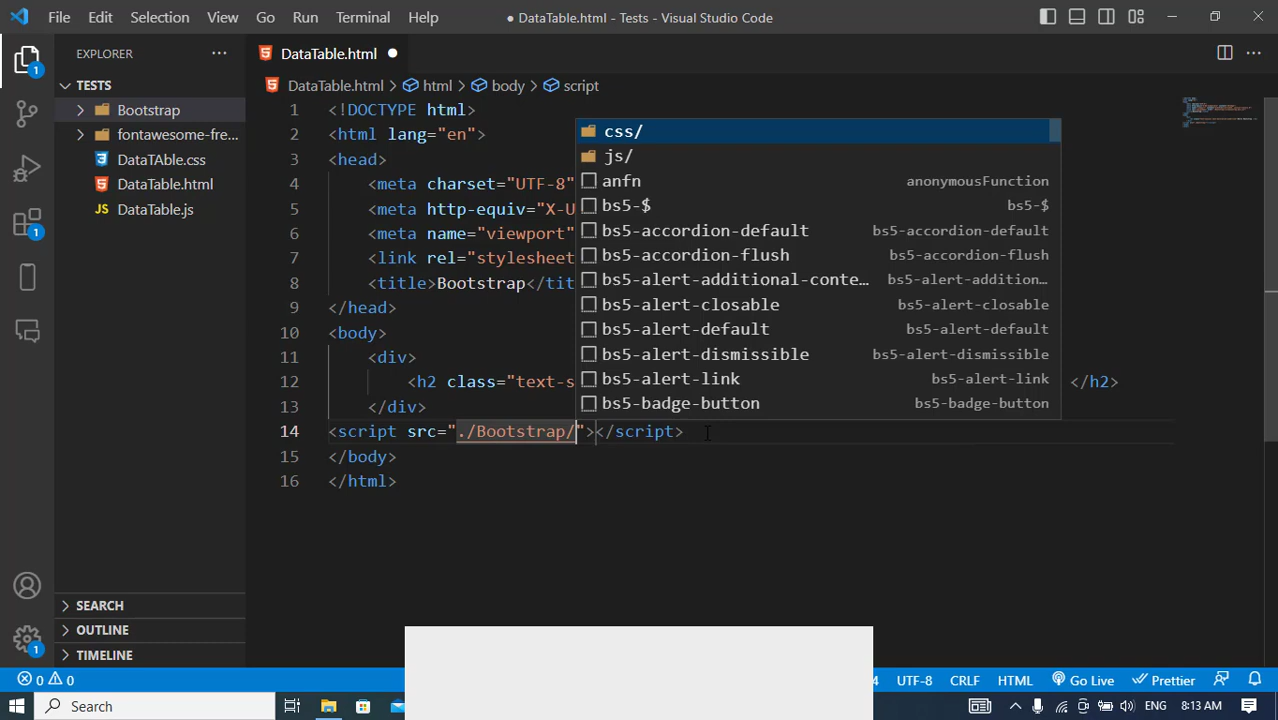 File Edit Selection View Go Run Terminal Help
● DataTable.html - Tests - Visual Studio Code
EXPLORER
TESTS
Bootstrap
fontawesome-fre...
DataTAble.css
DataTable.html
DataTable.js
SEARCH
OUTLINE
TIMELINE
1
1
1
DataTable.html ●
DataTable.html > html > body > script
1 <!DOCTYPE html>
2 <html lang="en">
3 <head>
4 <meta charset="UTF-8"
5 <meta http-equiv="X-U
6 <meta name="viewport"
7 <link rel="stylesheet
8 <title>Bootstrap</tit
9 </head>
10 <body>
11 <div>
12 <h2 class="text-s </h2>
13 </div>
14 <script src="./Bootstrap/"></script>
15 </body>
16 </html>
css/
js/
anfn anonymousFunction
bs5-$ bs5-$
bs5-accordion-default bs5-accordion-default
bs5-accordion-flush bs5-accordion-flush
bs5-alert-additional-conte... bs5-alert-addition...
bs5-alert-closable bs5-alert-closable
bs5-alert-default bs5-alert-default
bs5-alert-dismissible bs5-alert-dismissible
bs5-alert-link bs5-alert-link
bs5-badge-button bs5-badge-button
0 0 4 UTF-8 CRLF HTML Go Live Prettier
Search
ENG 8:13 AM